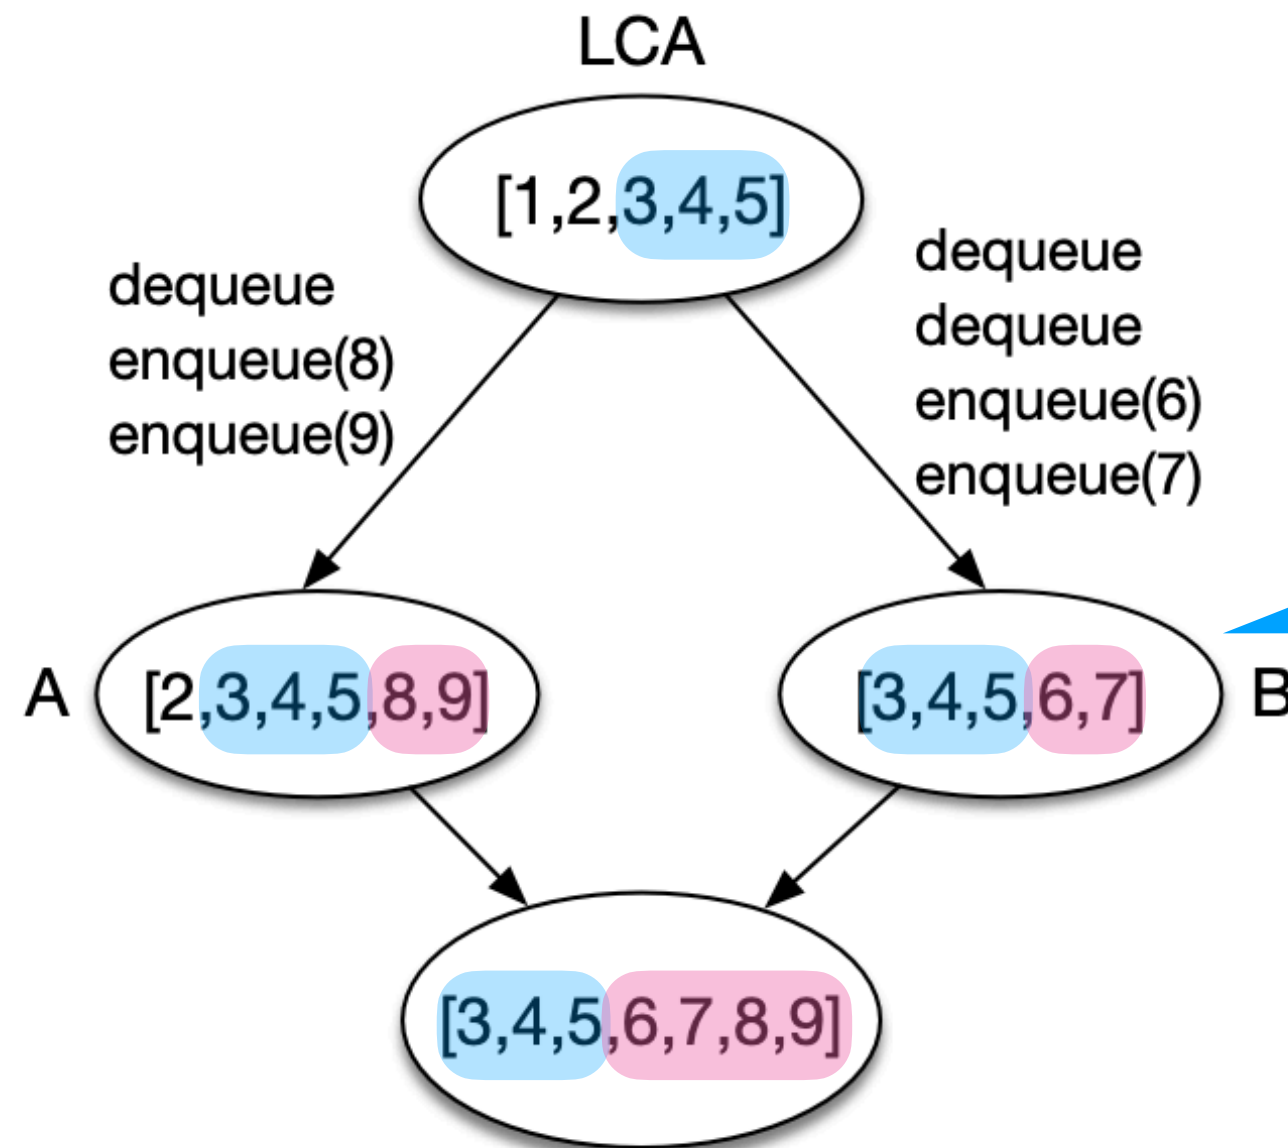 LCA
[1,2,3,4,5]
dequeue
enqueue(8)
enqueue(9)
dequeue
dequeue
enqueue(6)
enqueue(7)
A
[2,3,4,5,8,9]
[3,4,5,6,7]
B
[3,4,5,6,7,8,9]